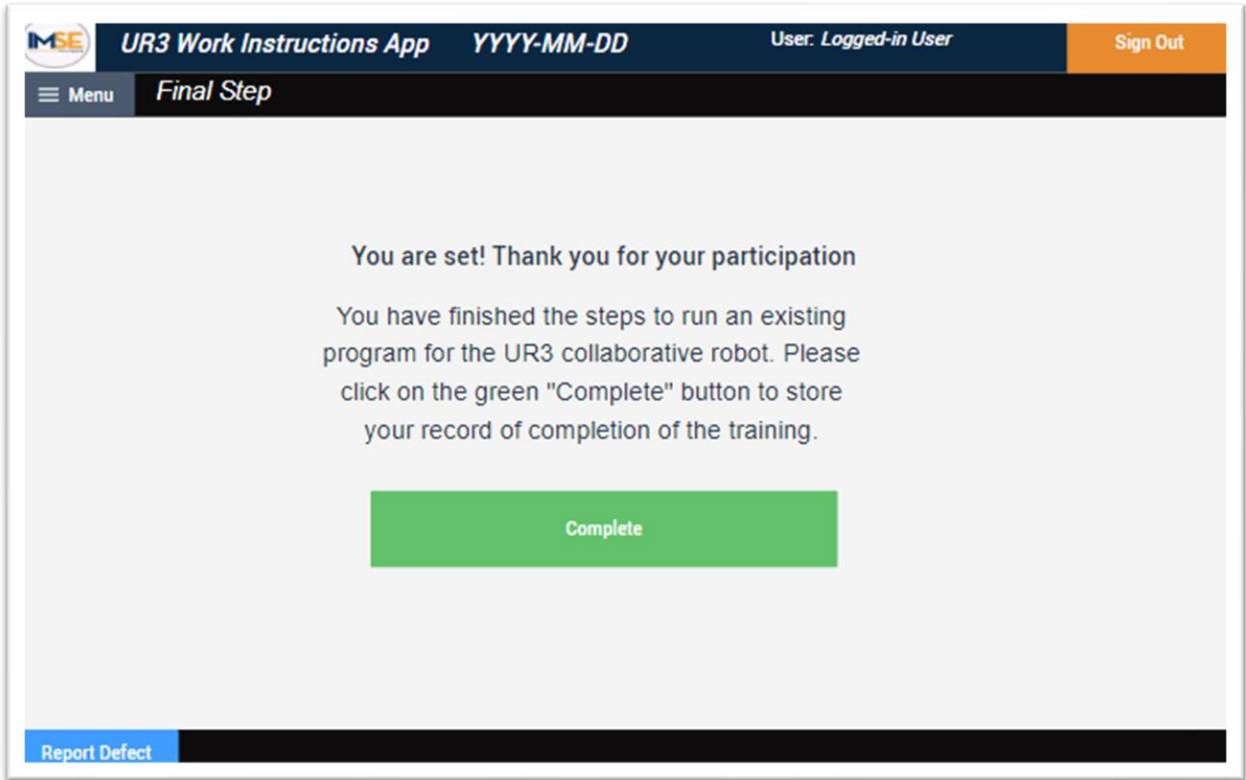 IMSE
UR3 Work Instructions App YYYY-MM-DD User: Logged-in User Sign Out
Menu Final Step
You are set! Thank you for your participation
You have finished the steps to run an existing
program for the UR3 collaborative robot. Please
click on the green "Complete" button to store
your record of completion of the training.
Complete
Report Defect